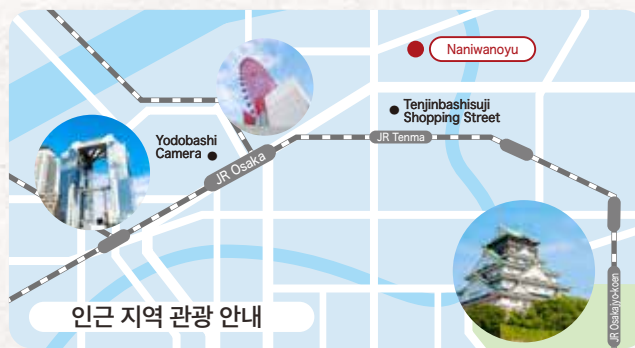 Naniwanoyu
Tenjinbashisuji
Shopping Street
JR Tenma
Yodobashi
Camera
JR Osaka
JR Osakajyo-koen
인근 지역 관광 안내